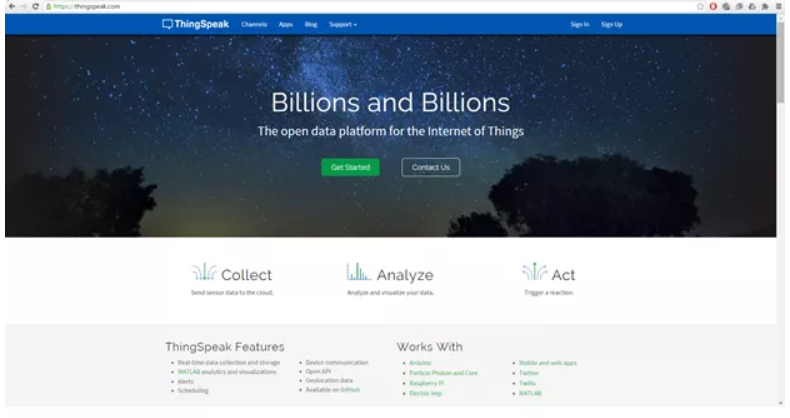 https://thingspeak.com
ThingSpeak Channels Apps Blog Support Sign In Sign Up
Billions and Billions
The open data platform for the Internet of Things
Get Started Contact Us
Collect
Send sensor data to the cloud.
Analyze
Analyze and visualize your data.
Act
Trigger a reaction.
ThingSpeak Features
Real-time data collection and storage
MATLAB analytics and visualizations
Alerts
Scheduling
Device communication
Open API
Geolocation data
Available on GitHub
Works With
Arduino
Particle Photon and Core
Raspberry Pi
Electric Imp
Mobile and web apps
Twitter
Twilio
MATLAB